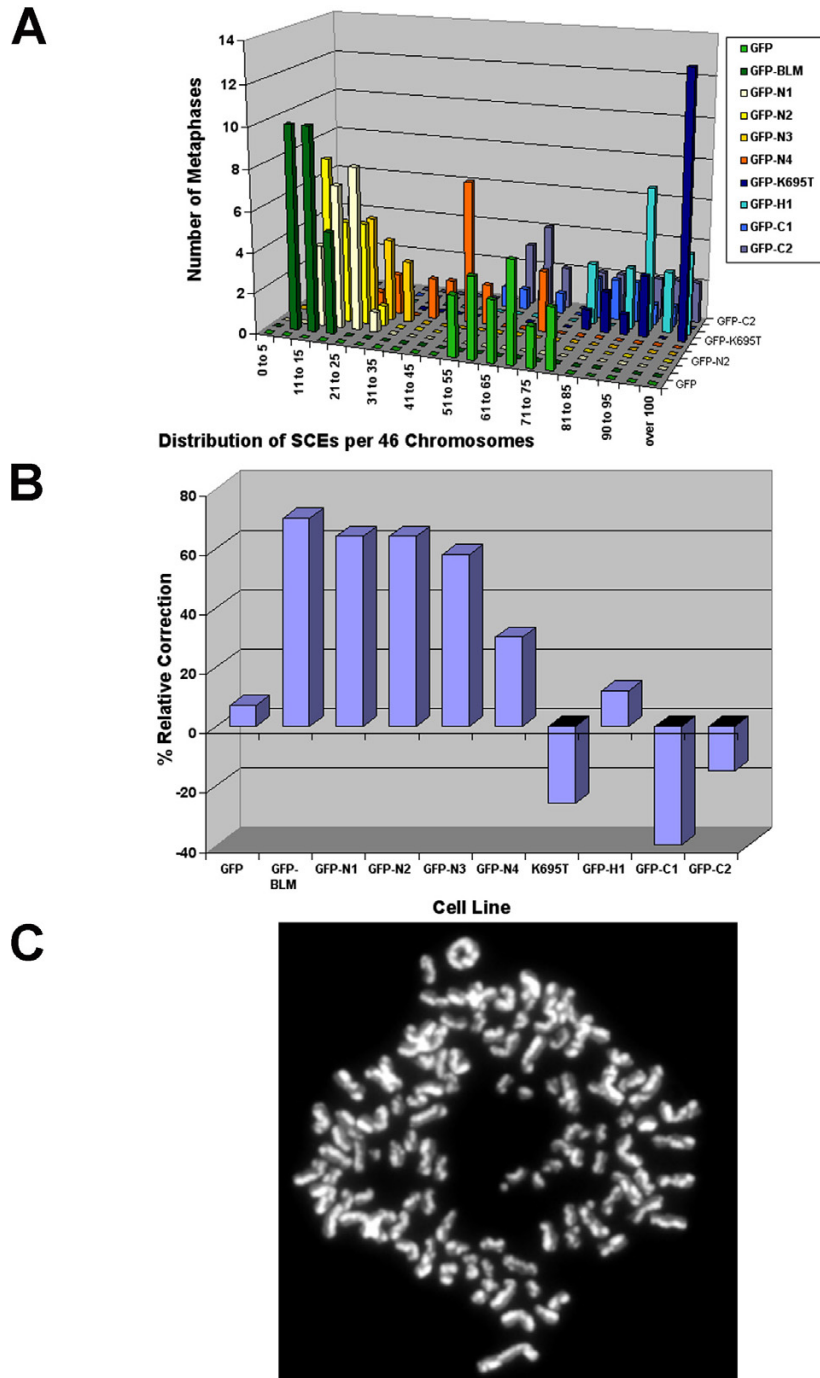 A
14
12
10
8
6
4
2
0
Number of Metaphases
0 to 5
11 to 15
21 to 25
31 to 35
41 to 45
51 to 55
61 to 65
71 to 75
81 to 85
90 to 95
over 100
GFP-C2
GFP-K695T
GFP-N2
GFP
Distribution of SCEs per 46 Chromosomes
GFP
GFP-BLM
GFP-N1
GFP-N2
GFP-N3
GFP-N4
GFP-K695T
GFP-H1
GFP-C1
GFP-C2
B
80
60
40
20
0
-20
-40
% Relative Correction
GFP
GFP-
BLM
GFP-N1
GFP-N2
GFP-N3
GFP-N4
K695T
GFP-H1
GFP-C1
GFP-C2
Cell Line
C